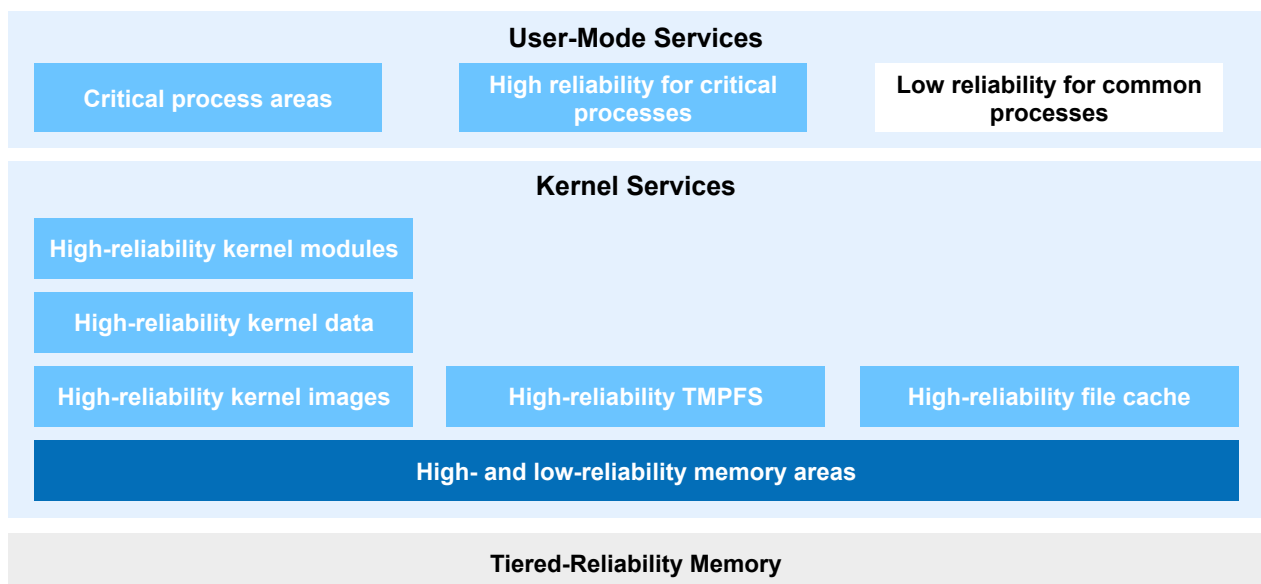 User-Mode Services
Critical process areas
High reliability for critical
processes
Low reliability for common
processes
Kernel Services
High-reliability kernel modules
High-reliability kernel data
High-reliability kernel images
High-reliability TMPFS
High-reliability file cache
High- and low-reliability memory areas
Tiered-Reliability Memory